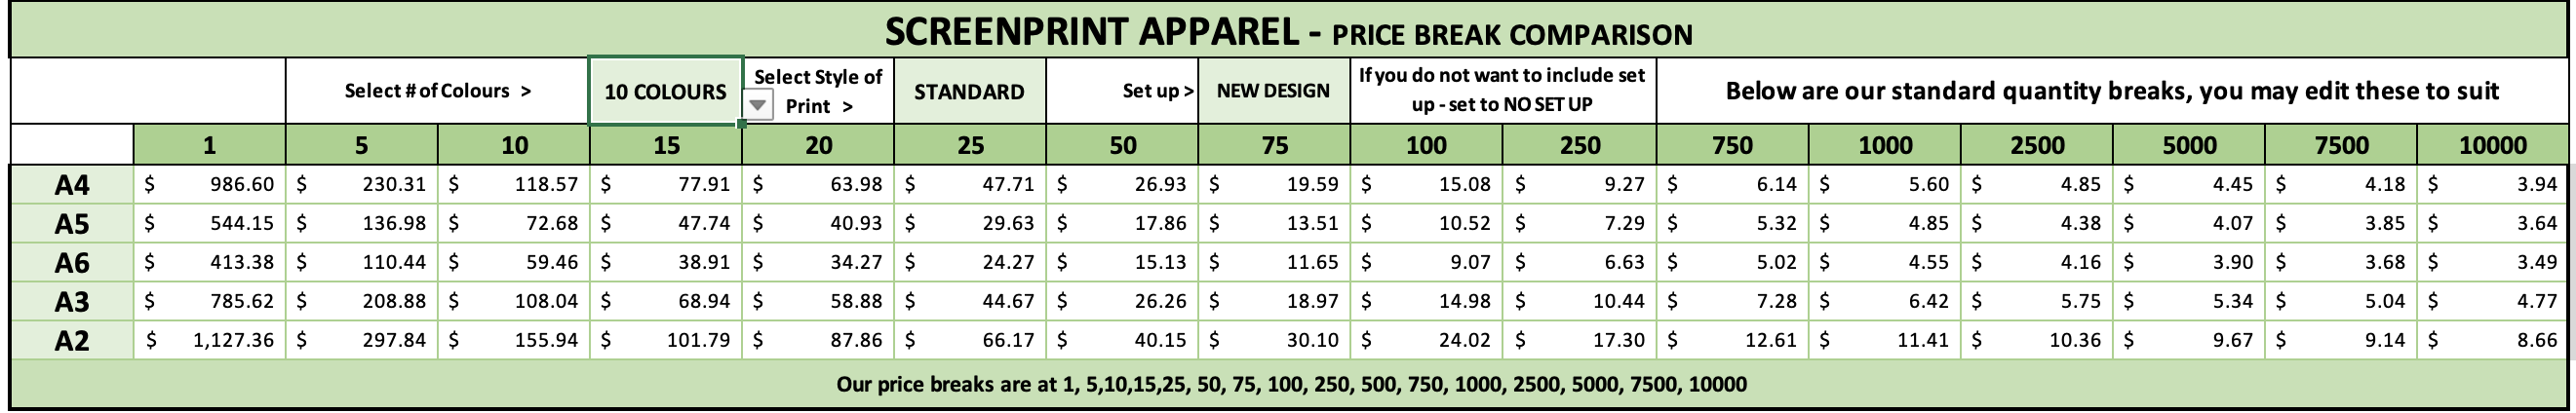 SCREENPRINT APPAREL - PRICE BREAK COMPARISON
Select # of Colours > 10 COLOURS Select Style of Print > STANDARD Set up > NEW DESIGN If you do not want to include set up - set to NO SET UP Below are our standard quantity breaks, you may edit these to suit
1 5 10 15 20 25 50 75 100 250 750 1000 2500 5000 7500 10000
A4 $ 986.60 $ 230.31 $ 118.57 $ 77.91 $ 63.98 $ 47.71 $ 26.93 $ 19.59 $ 15.08 $ 9.27 $ 6.14 $ 5.60 $ 4.85 $ 4.45 $ 4.18 $ 3.94
A5 $ 544.15 $ 136.98 $ 72.68 $ 47.74 $ 40.93 $ 29.63 $ 17.86 $ 13.51 $ 10.52 $ 7.29 $ 5.32 $ 4.85 $ 4.38 $ 4.07 $ 3.85 $ 3.64
A6 $ 413.38 $ 110.44 $ 59.46 $ 38.91 $ 34.27 $ 24.27 $ 15.13 $ 11.65 $ 9.07 $ 6.63 $ 5.02 $ 4.55 $ 4.16 $ 3.90 $ 3.68 $ 3.49
A3 $ 785.62 $ 208.88 $ 108.04 $ 68.94 $ 58.88 $ 44.67 $ 26.26 $ 18.97 $ 14.98 $ 10.44 $ 7.28 $ 6.42 $ 5.75 $ 5.34 $ 5.04 $ 4.77
A2 $ 1,127.36 $ 297.84 $ 155.94 $ 101.79 $ 87.86 $ 66.17 $ 40.15 $ 30.10 $ 24.02 $ 17.30 $ 12.61 $ 11.41 $ 10.36 $ 9.67 $ 9.14 $ 8.66
Our price breaks are at 1, 5,10,15,25, 50, 75, 100, 250, 500, 750, 1000, 2500, 5000, 7500, 10000